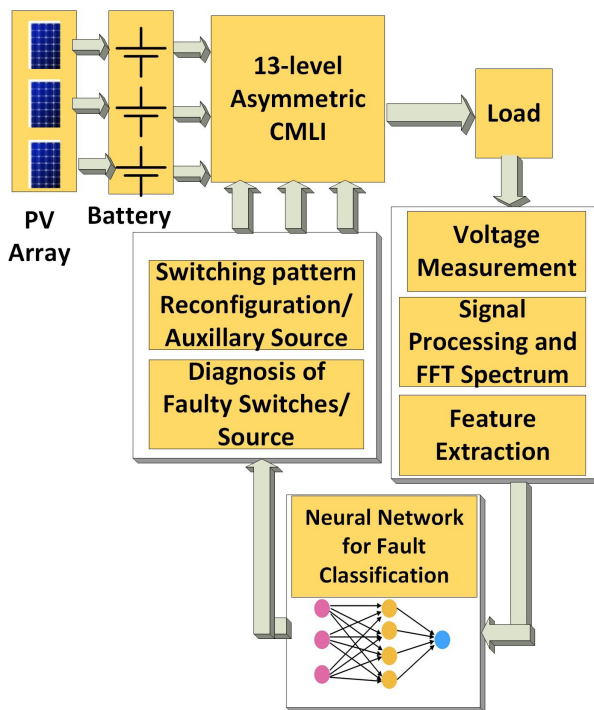 13-level
Asymmetric
CMLI
Load
PV
Array
Battery
Voltage
Measurement
Signal
Processing and
FFT Spectrum
Feature
Extraction
Switching pattern
Reconfiguration/
Auxillary Source
Diagnosis of
Faulty Switches/
Source
Neural Network
for Fault
Classification